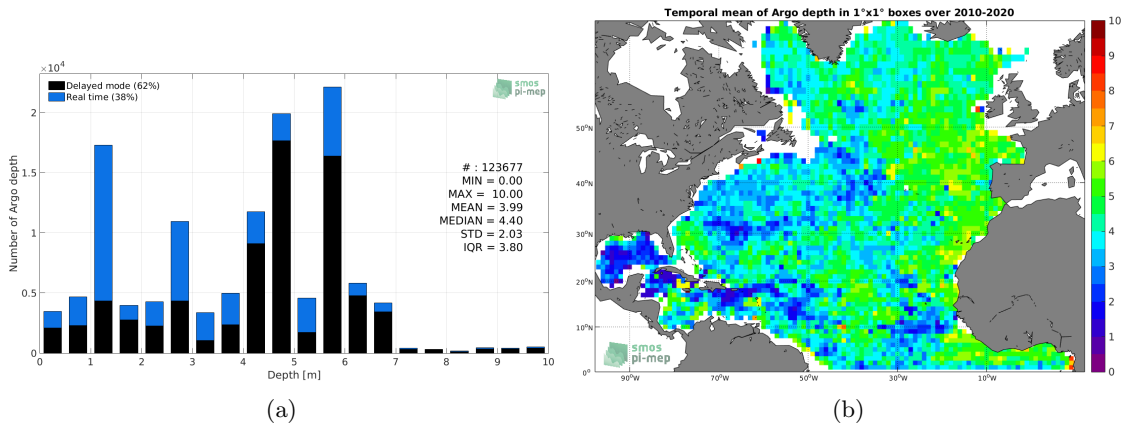 ×10⁴
Delayed mode (62%)
Real time (38%)
smos
pi-mep
# : 123677
MIN = 0.00
MAX = 10.00
MEAN = 3.99
MEDIAN = 4.40
STD = 2.03
IQR = 3.80
Number of Argo depth
2
1.5
1
0.5
0
0 1 2 3 4 5 6 7 8 9 10
Depth [m]
(a)
Temporal mean of Argo depth in 1°x1° boxes over 2010-2020
50°N
40°N
30°N
20°N
10°N
0°
90°W 70°W 50°W 30°W 10°W
smos
pi-mep
10
9
8
7
6
5
4
3
2
1
0
(b)